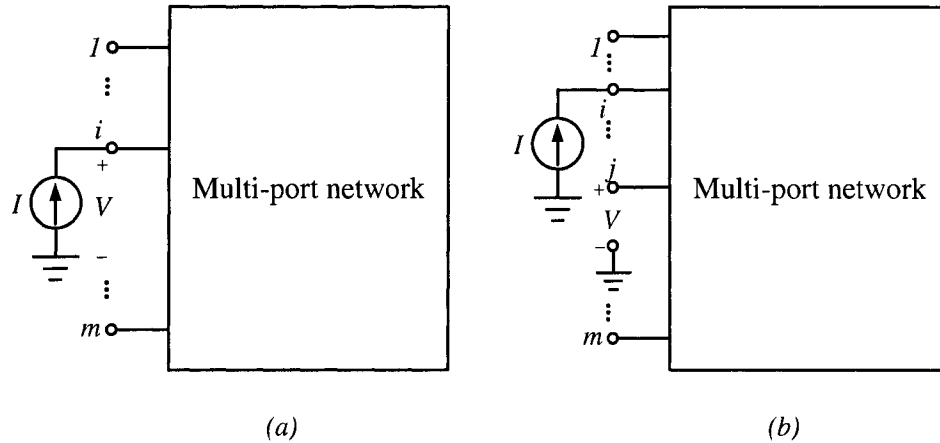 1
⋮
i
+
I
V
-
⋮
m
Multi-port network
(a)
1
⋮
i
I
⋮
j
+
V
-
⋮
m
Multi-port network
(b)